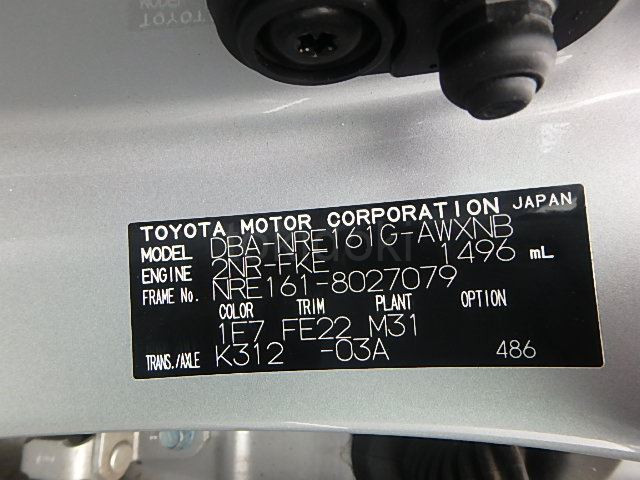 TOYOTA MOTOR CORPORATION JAPAN
MODEL DBA-NRE161G-AWXNB
ENGINE 2NR-FKE 1496 mL
FRAME No. NRE161-8027079
COLOR TRIM PLANT OPTION
1E7 FE22 M31
TRANS./AXLE K312 -03A 486